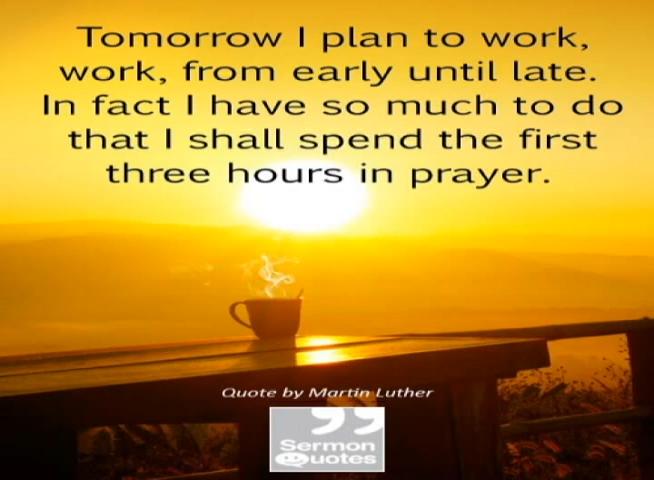 Tomorrow I plan to work,
work, from early until late.
In fact I have so much to do
that I shall spend the first
three hours in prayer.
Quote by Martin Luther
Sermon
Quotes